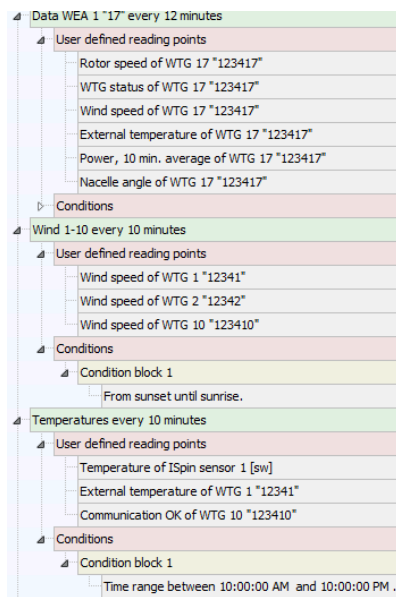 Data WEA 1 "17" every 12 minutes
User defined reading points
Rotor speed of WTG 17 "123417"
WTG status of WTG 17 "123417"
Wind speed of WTG 17 "123417"
External temperature of WTG 17 "123417"
Power, 10 min. average of WTG 17 "123417"
Nacelle angle of WTG 17 "123417"
Conditions
Wind 1-10 every 10 minutes
User defined reading points
Wind speed of WTG 1 "12341"
Wind speed of WTG 2 "12342"
Wind speed of WTG 10 "123410"
Conditions
Condition block 1
From sunset until sunrise.
Temperatures every 10 minutes
User defined reading points
Temperature of ISpin sensor 1 [sw]
External temperature of WTG 1 "12341"
Communication OK of WTG 10 "123410"
Conditions
Condition block 1
Time range between 10:00:00 AM and 10:00:00 PM .